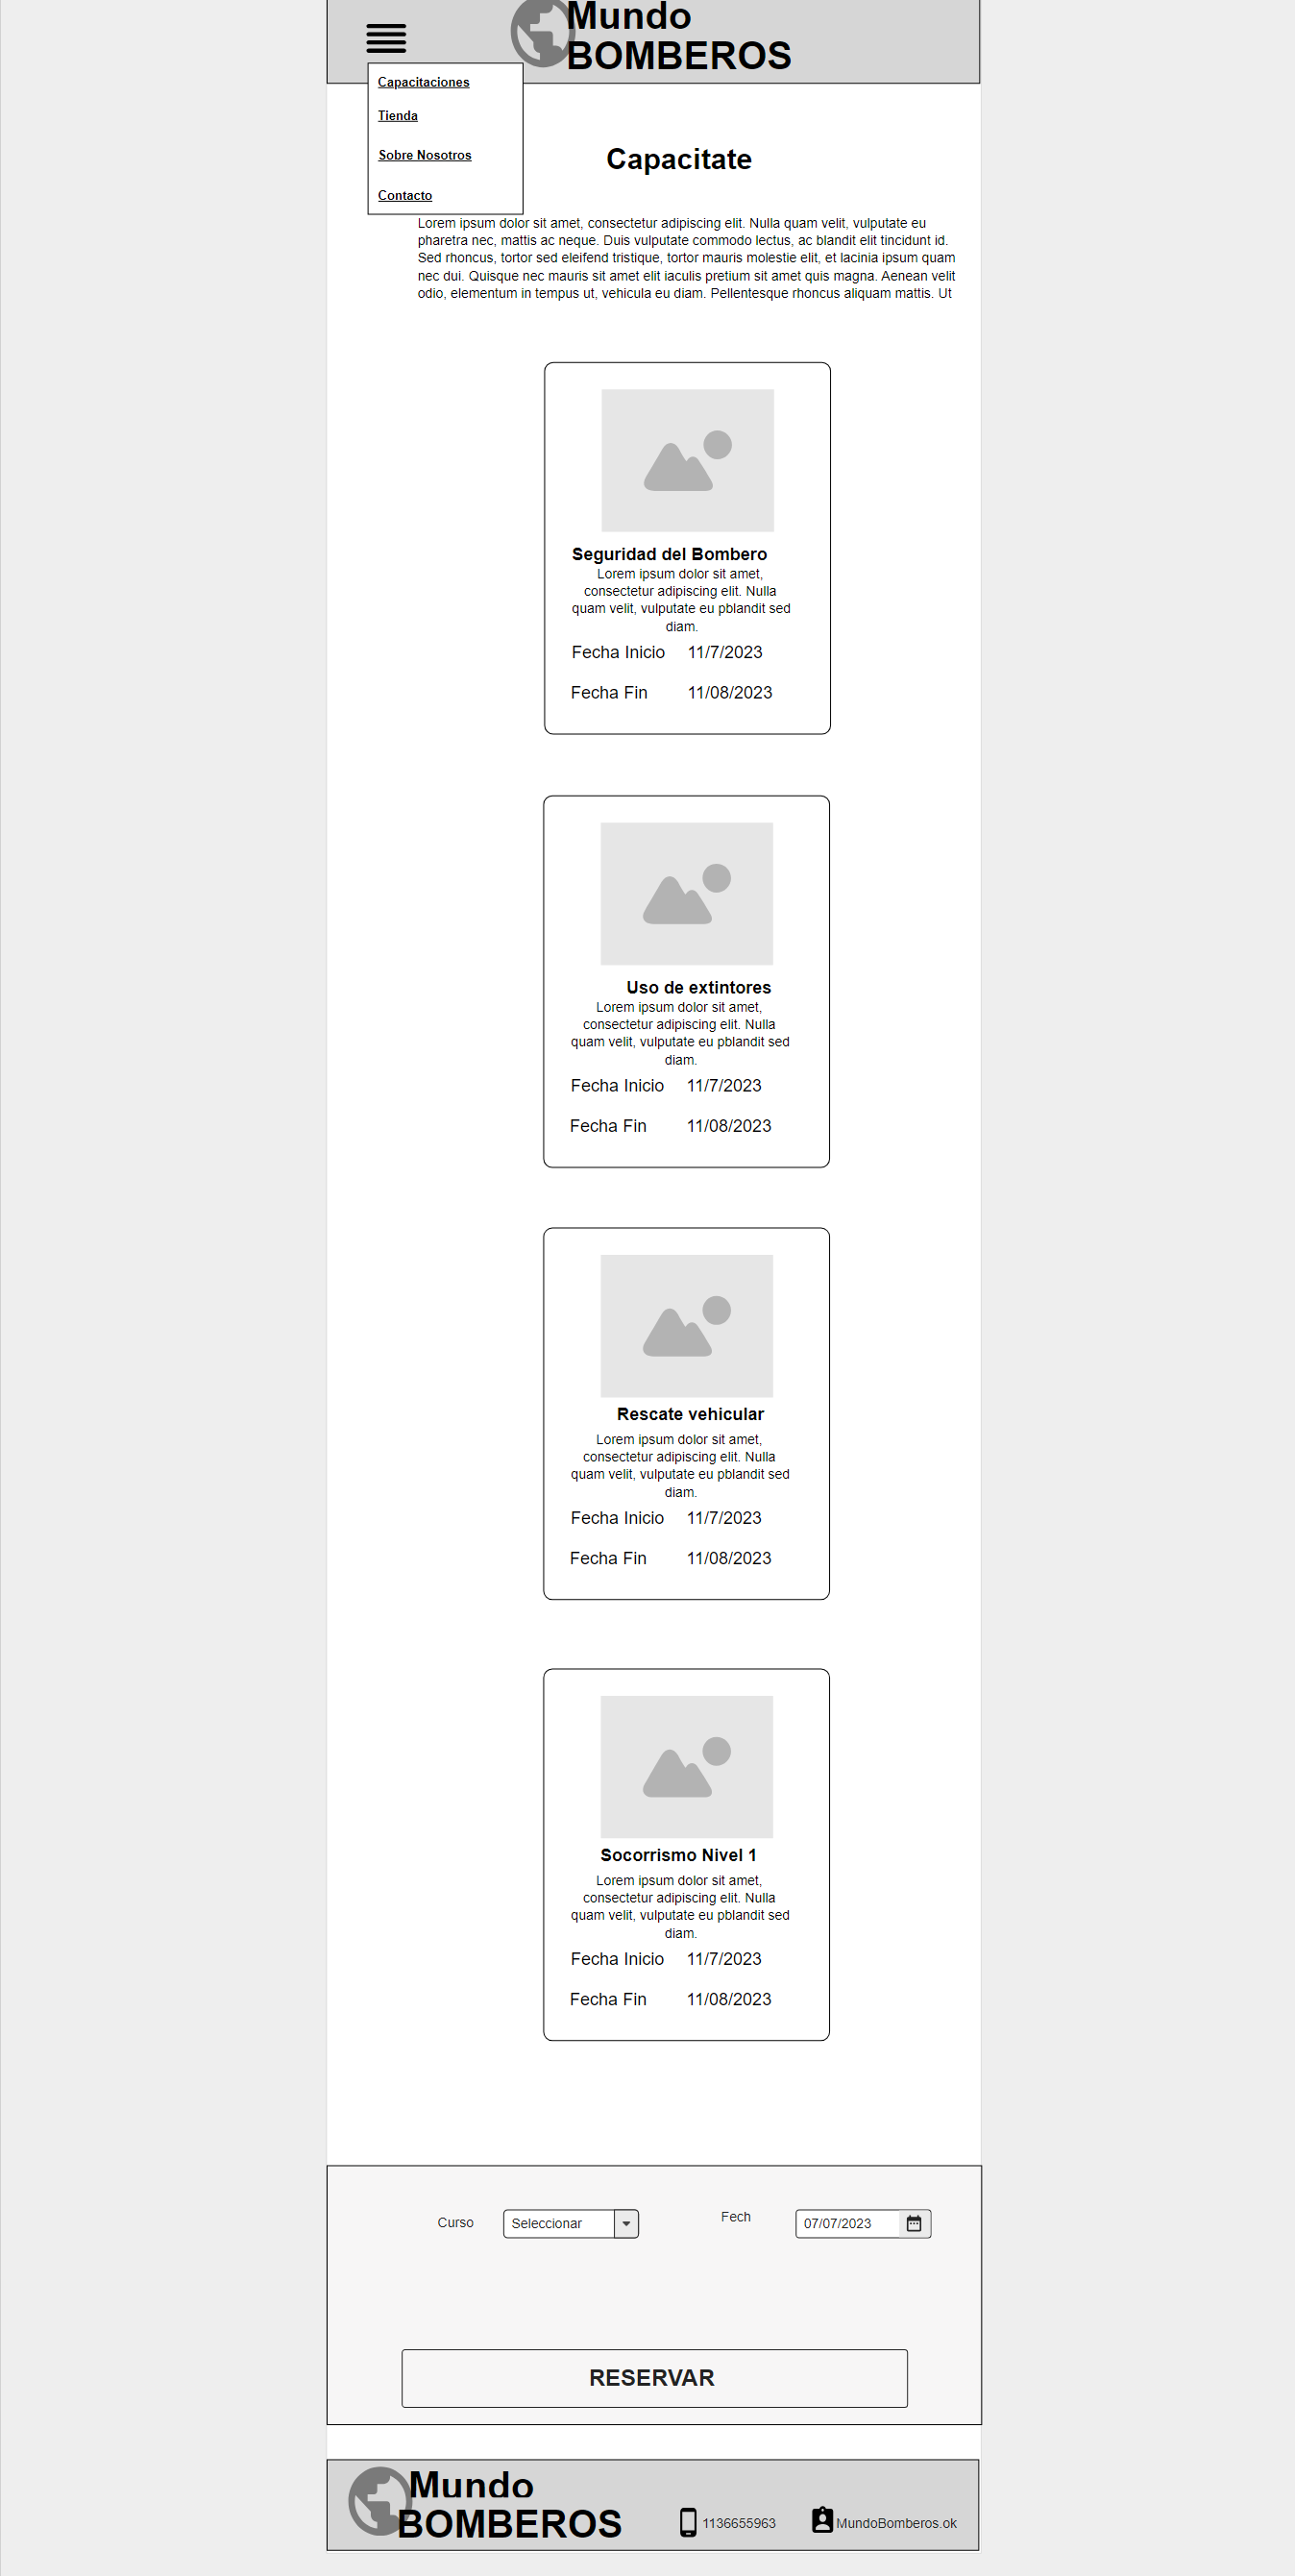 Mundo
BOMBEROS
Capacitaciones
Tienda
Sobre Nosotros
Contacto
Capacitate
Lorem ipsum dolor sit amet, consectetur adipiscing elit. Nulla quam velit, vulputate eu
pharetra nec, mattis ac neque. Duis vulputate commodo lectus, ac blandit elit tincidunt id.
Sed rhoncus, tortor sed eleifend tristique, tortor mauris molestie elit, et lacinia ipsum quam
nec dui. Quisque nec mauris sit amet elit iaculis pretium sit amet quis magna. Aenean velit
odio, elementum in tempus ut, vehicula eu diam. Pellentesque rhoncus aliquam mattis. Ut
Seguridad del Bombero
Lorem ipsum dolor sit amet,
consectetur adipiscing elit. Nulla
quam velit, vulputate eu pblandit sed
diam.
Fecha Inicio 11/7/2023
Fecha Fin 11/08/2023
Uso de extintores
Lorem ipsum dolor sit amet,
consectetur adipiscing elit. Nulla
quam velit, vulputate eu pblandit sed
diam.
Fecha Inicio 11/7/2023
Fecha Fin 11/08/2023
Rescate vehicular
Lorem ipsum dolor sit amet,
consectetur adipiscing elit. Nulla
quam velit, vulputate eu pblandit sed
diam.
Fecha Inicio 11/7/2023
Fecha Fin 11/08/2023
Socorrismo Nivel 1
Lorem ipsum dolor sit amet,
consectetur adipiscing elit. Nulla
quam velit, vulputate eu pblandit sed
diam.
Fecha Inicio 11/7/2023
Fecha Fin 11/08/2023
Curso Seleccionar Fech 07/07/2023
RESERVAR
Mundo
BOMBEROS
1136655963 MundoBomberos.ok